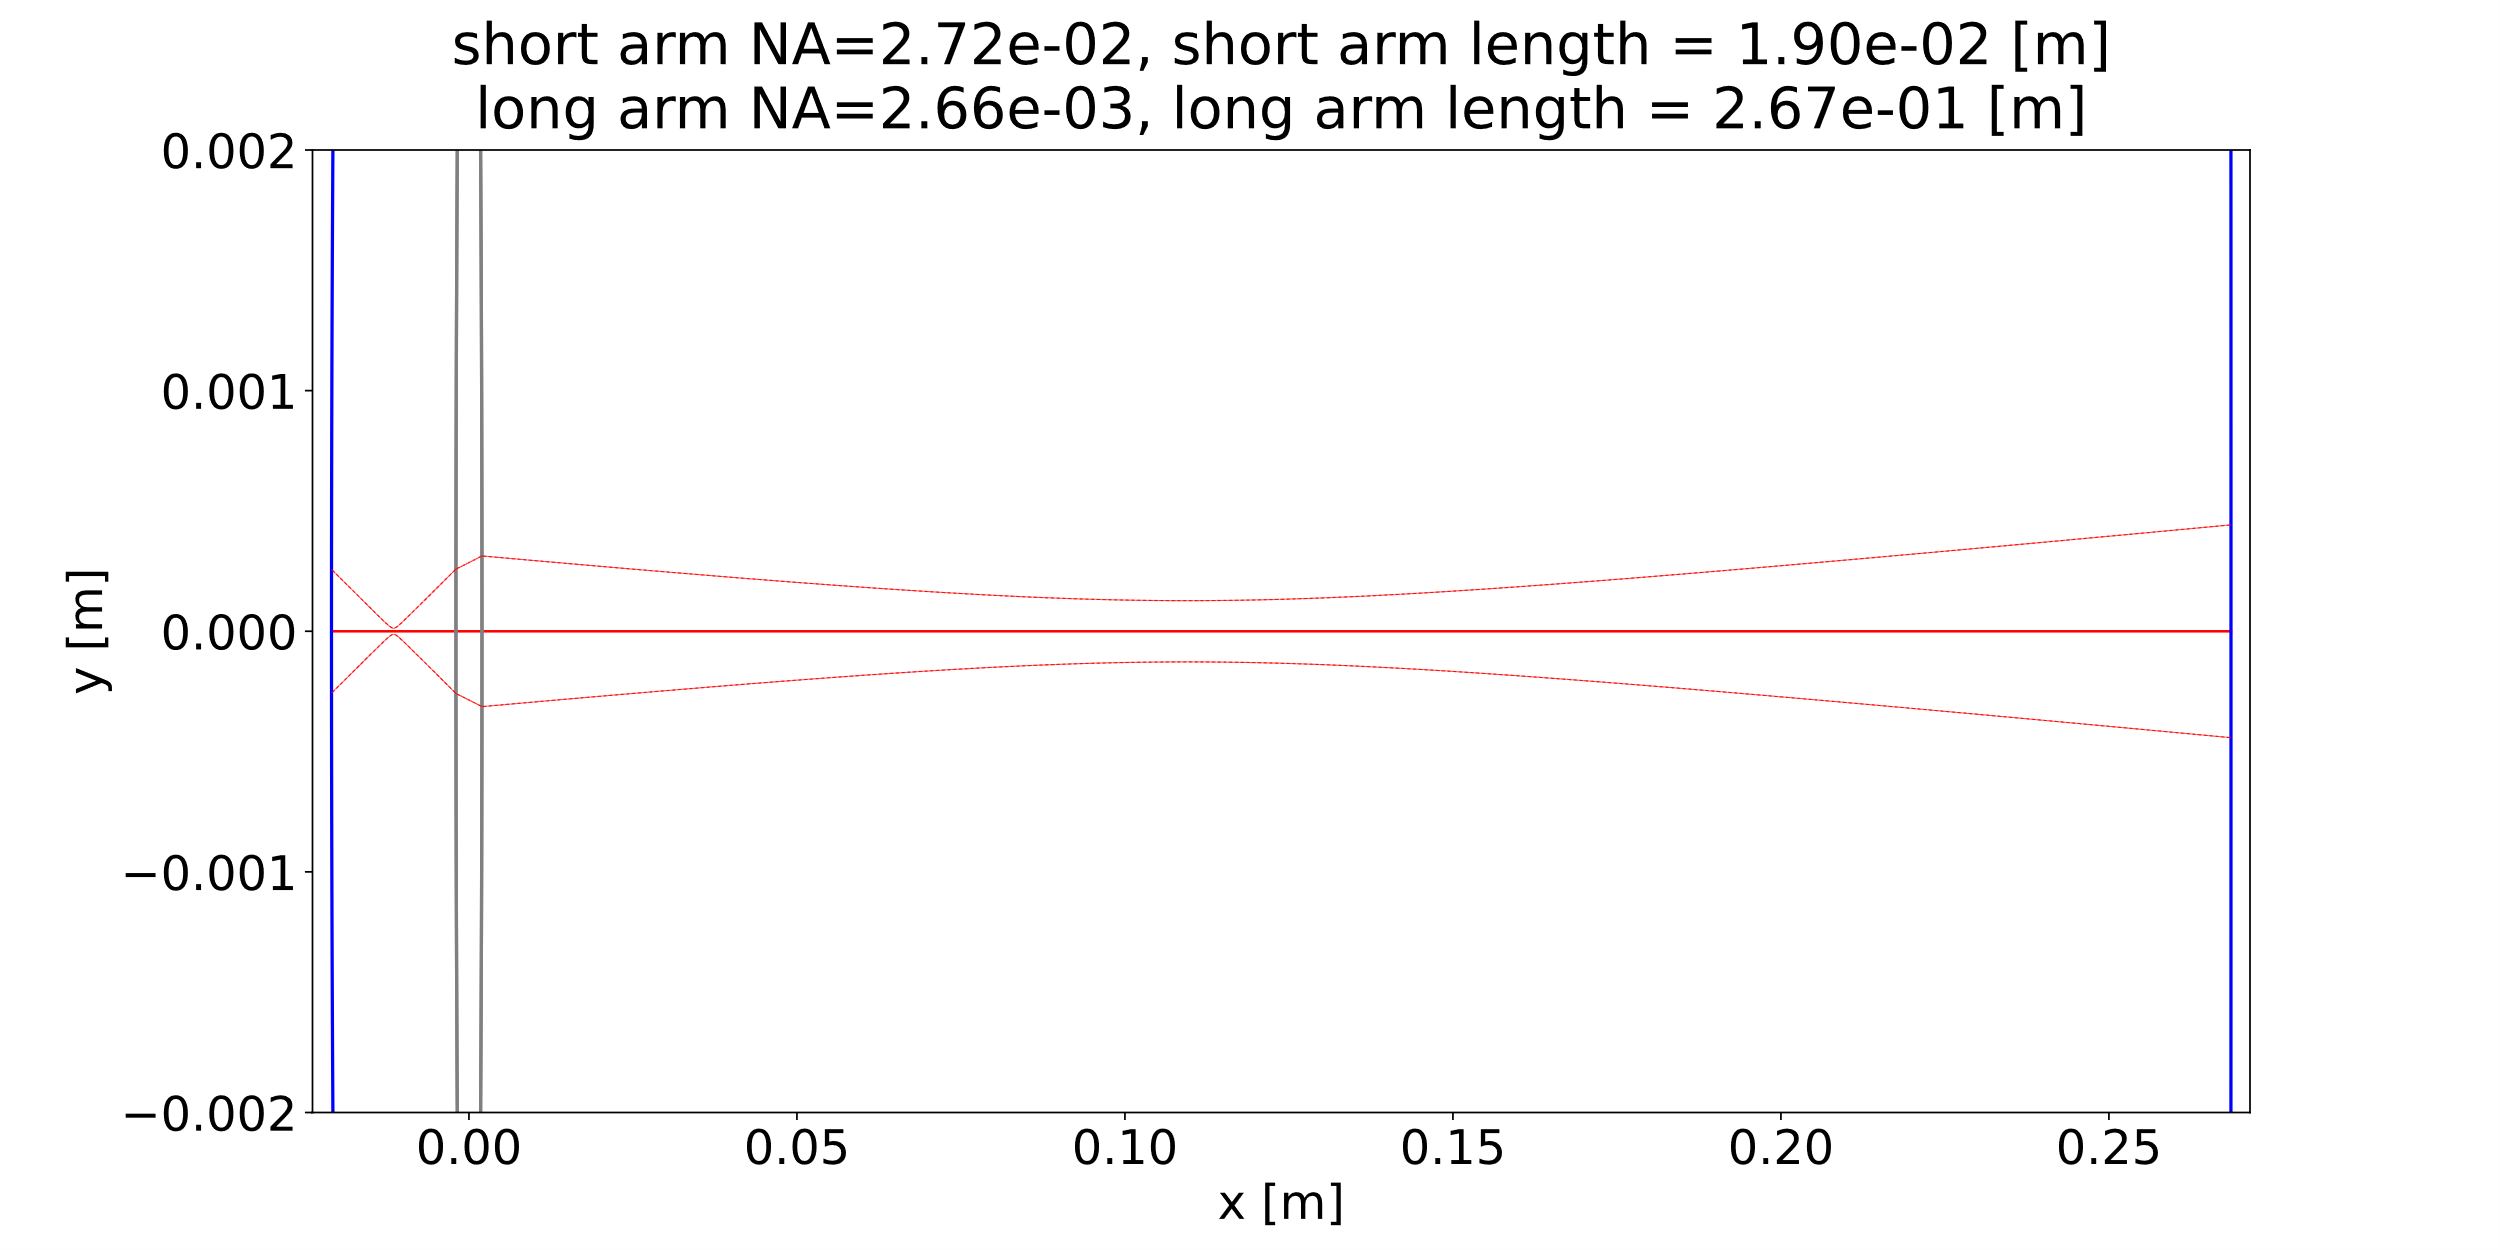 short arm NA=2.72e-02, short arm length = 1.90e-02 [m]
long arm NA=2.66e-03, long arm length = 2.67e-01 [m]
0.002
0.001
0.000
−0.001
−0.002
y [m]
0.00 0.05 0.10 0.15 0.20 0.25
x [m]